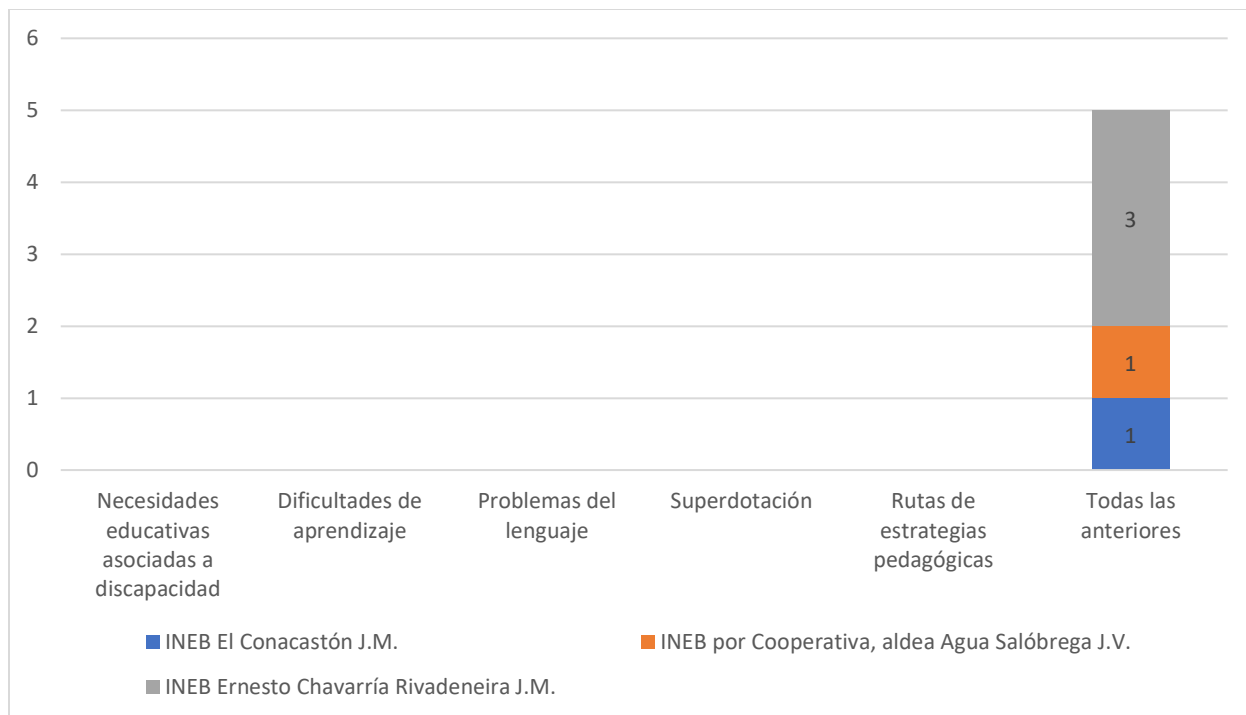 6
5
4
3
2
1
0
3
1
1
Necesidades
educativas
asociadas a
discapacidad
Dificultades de
aprendizaje
Problemas del
lenguaje
Superdotación
Rutas de
estrategias
pedagógicas
Todas las
anteriores
INEB El Conacastón J.M.
INEB por Cooperativa, aldea Agua Salóbrega J.V.
INEB Ernesto Chavarría Rivadeneira J.M.